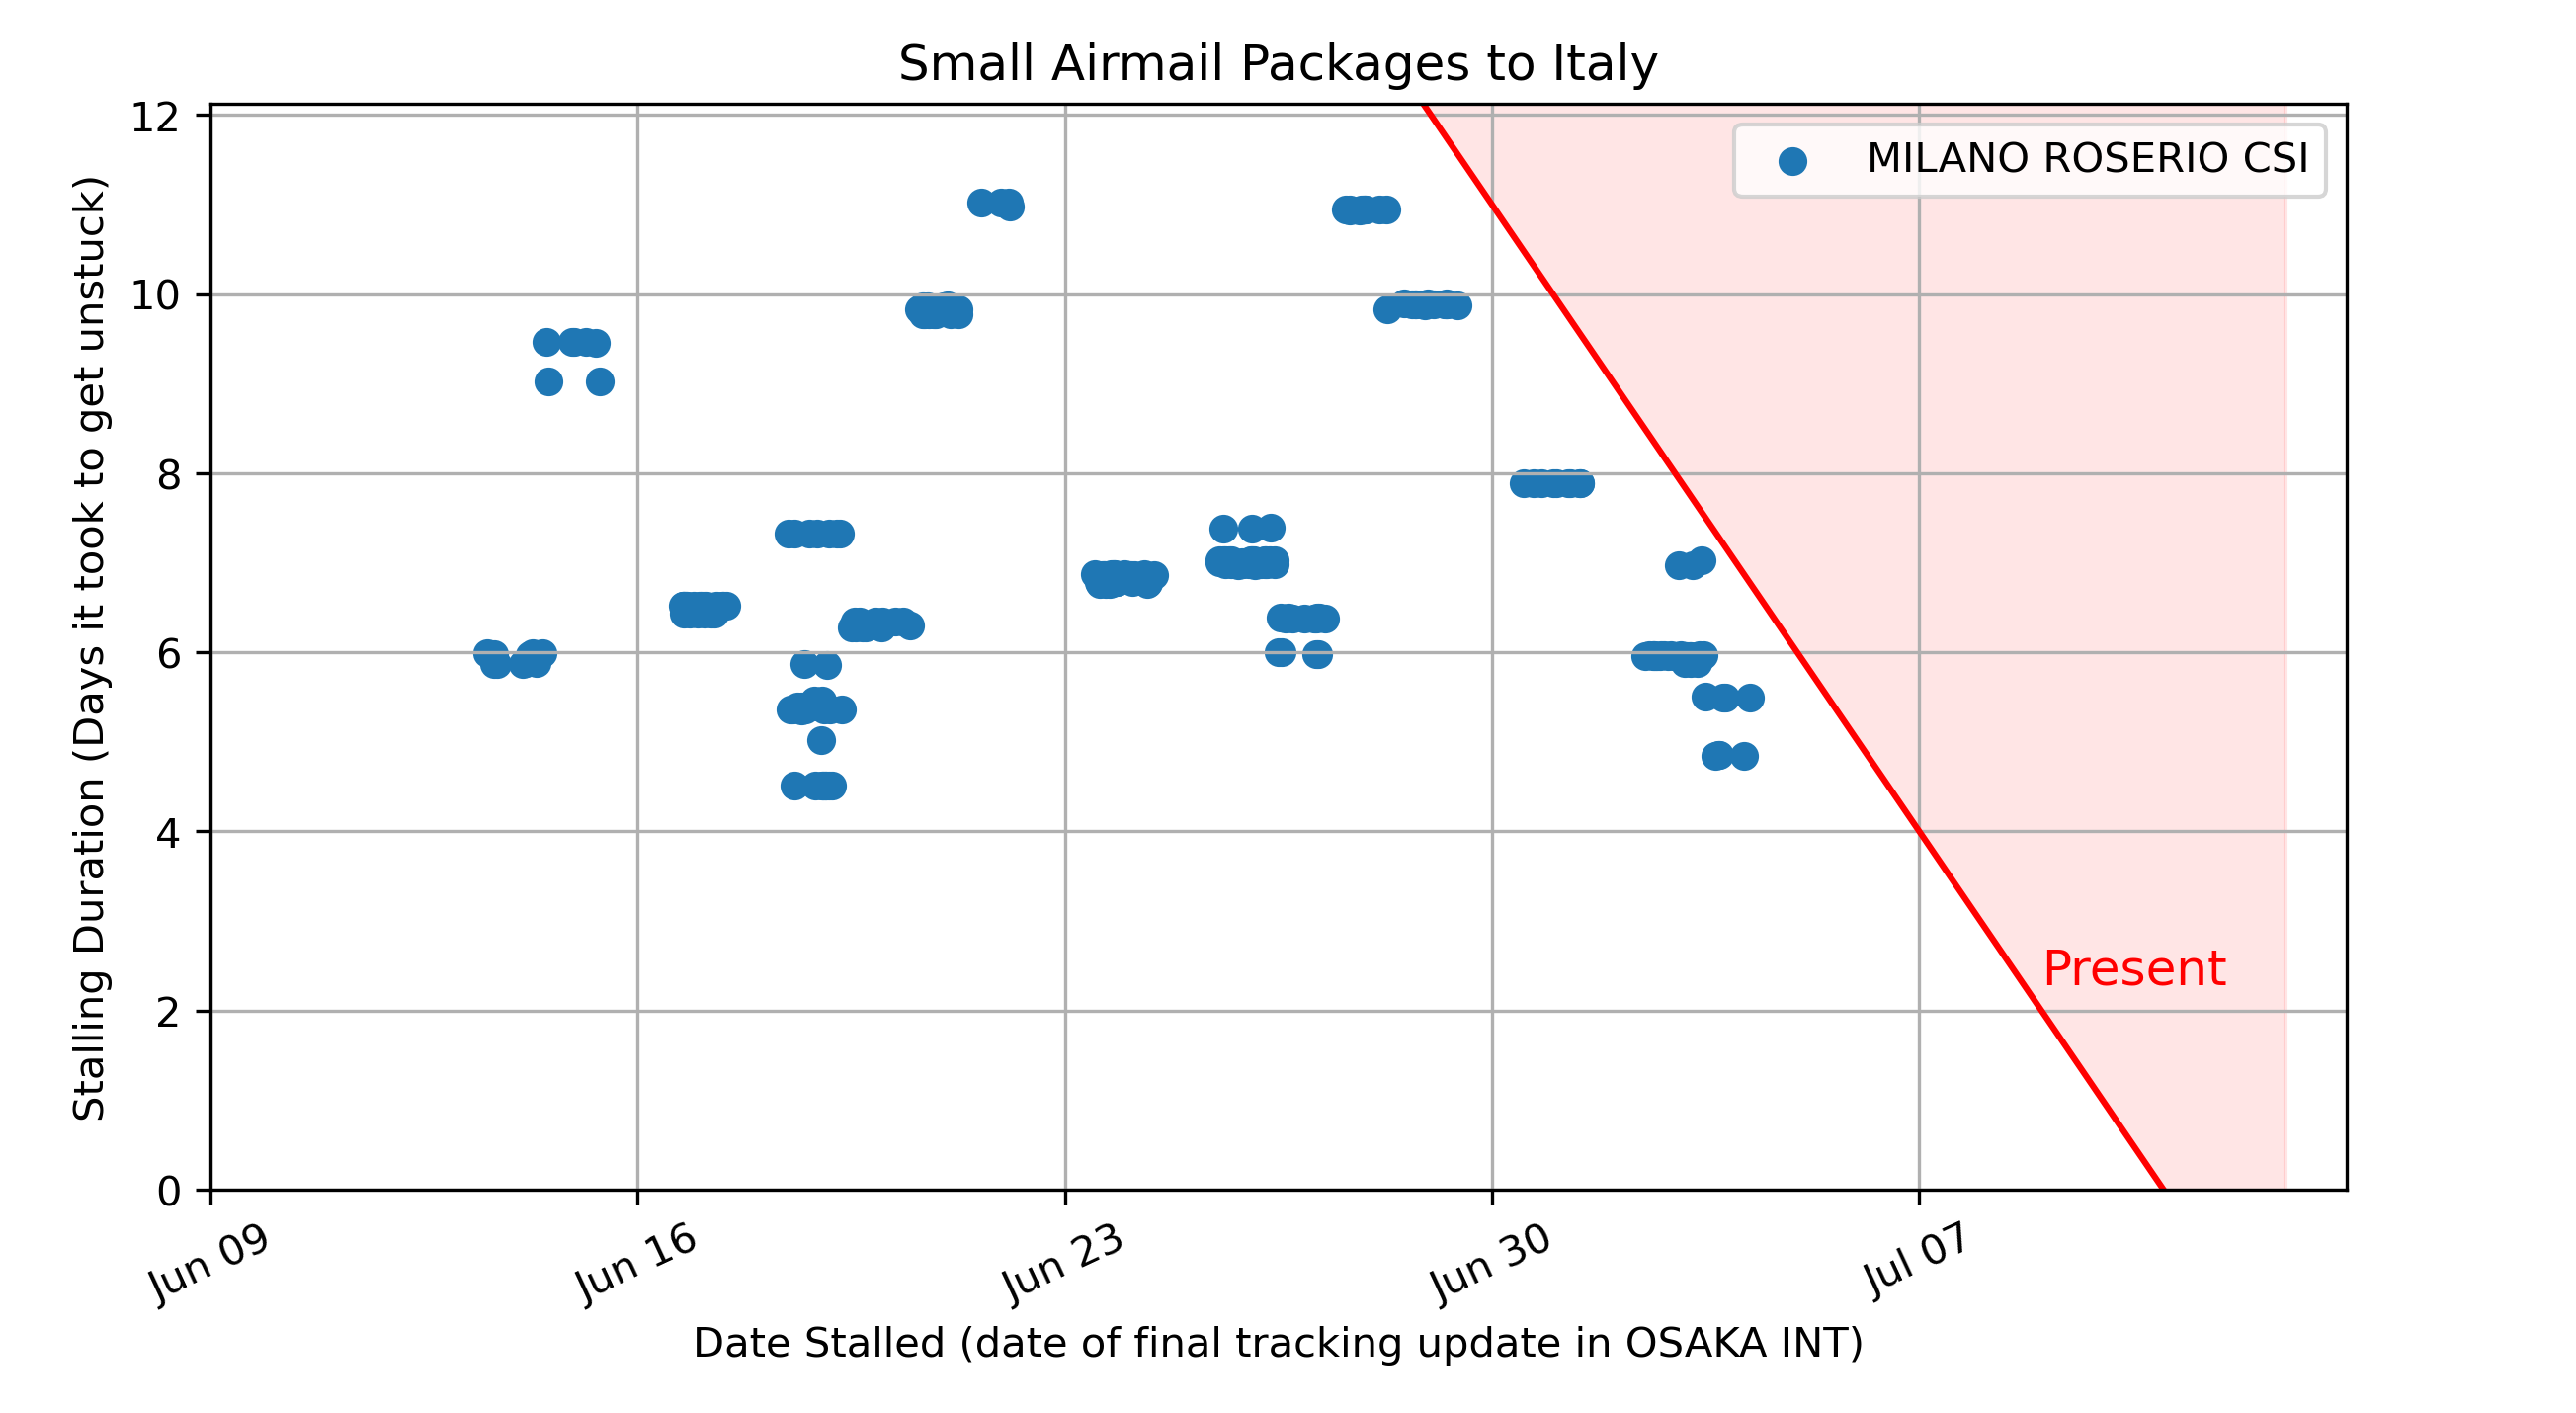 Small Airmail Packages to Italy
Stalling Duration (Days it took to get unstuck)
12
10
8
6
4
2
0
MILANO ROSERIO CSI
Present
Jun 09
Jun 16
Jun 23
Jun 30
Jul 07
Date Stalled (date of final tracking update in OSAKA INT)